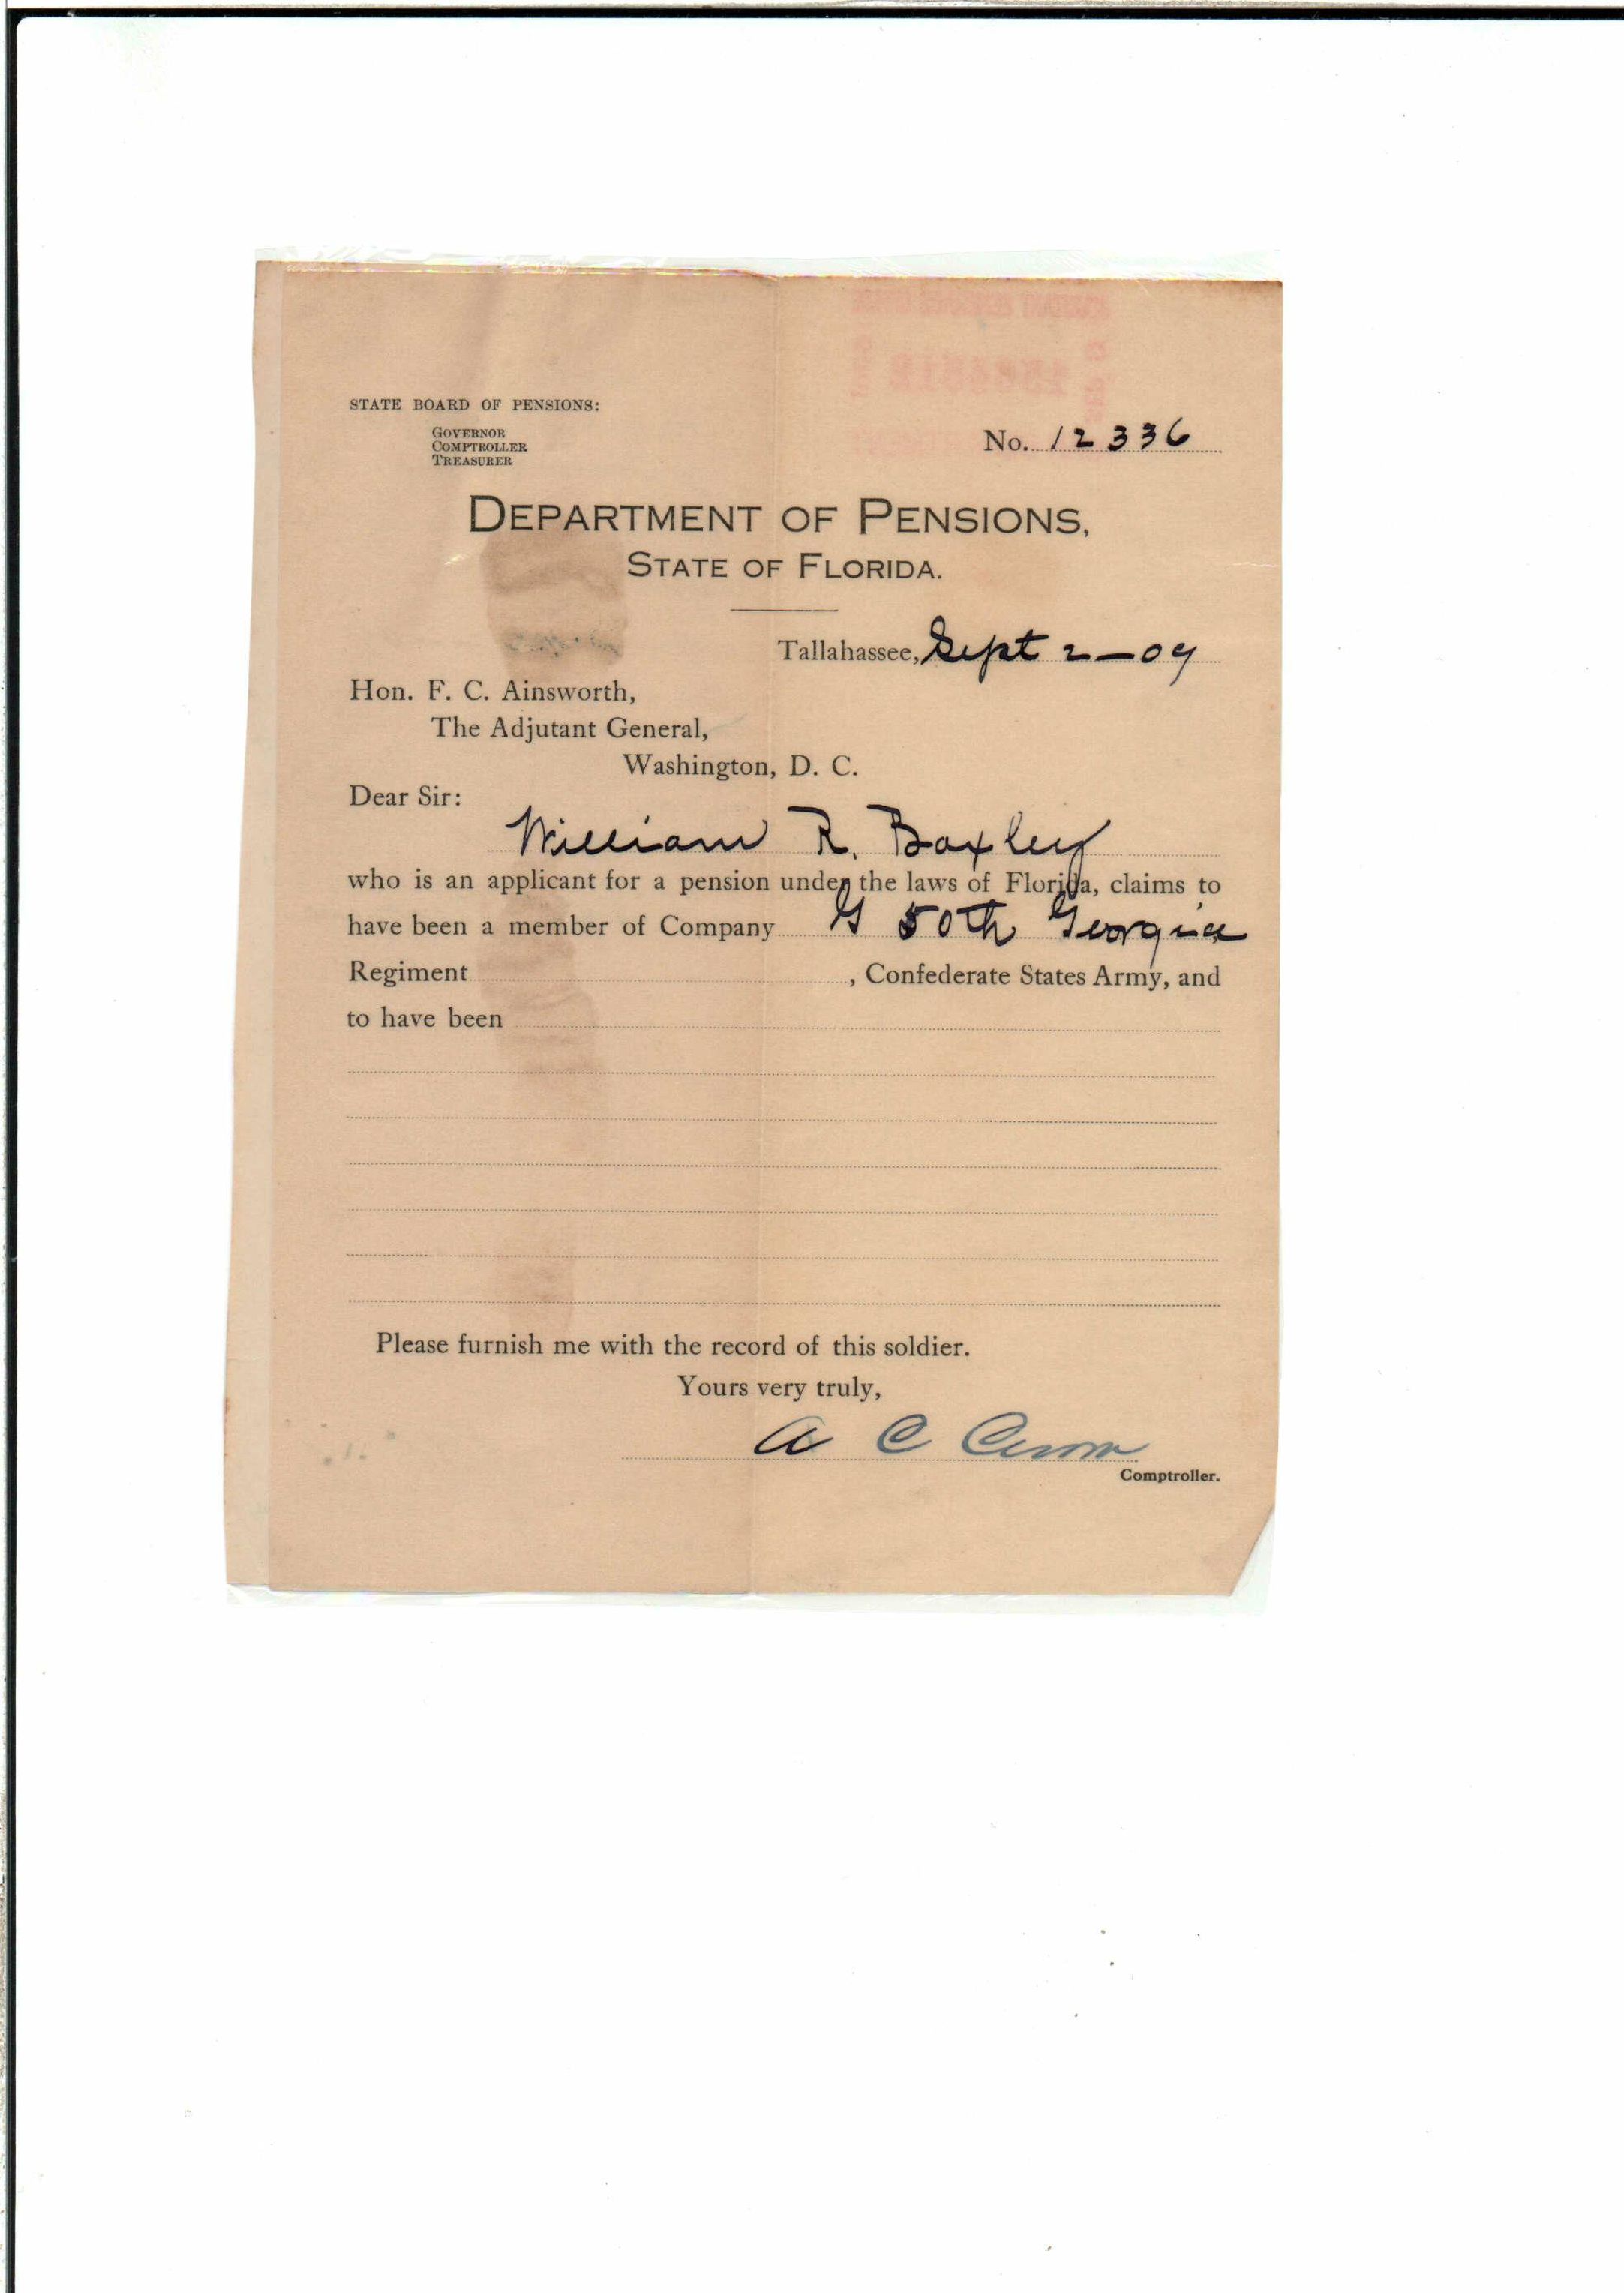 STATE BOARD OF PENSIONS:
GOVERNOR
COMPTROLLER
TREASURER
No. 12336
DEPARTMENT OF PENSIONS,
STATE OF FLORIDA.
Tallahassee, Sept 2-09
Hon. F. C. Ainsworth,
The Adjutant General,
Washington, D. C.
Dear Sir:
William R. Baxley
who is an applicant for a pension under the laws of Florida, claims to
have been a member of Company G 50th Georgia
Regiment , Confederate States Army, and
to have been
Please furnish me with the record of this soldier.
Yours very truly,
A C Croom
Comptroller.